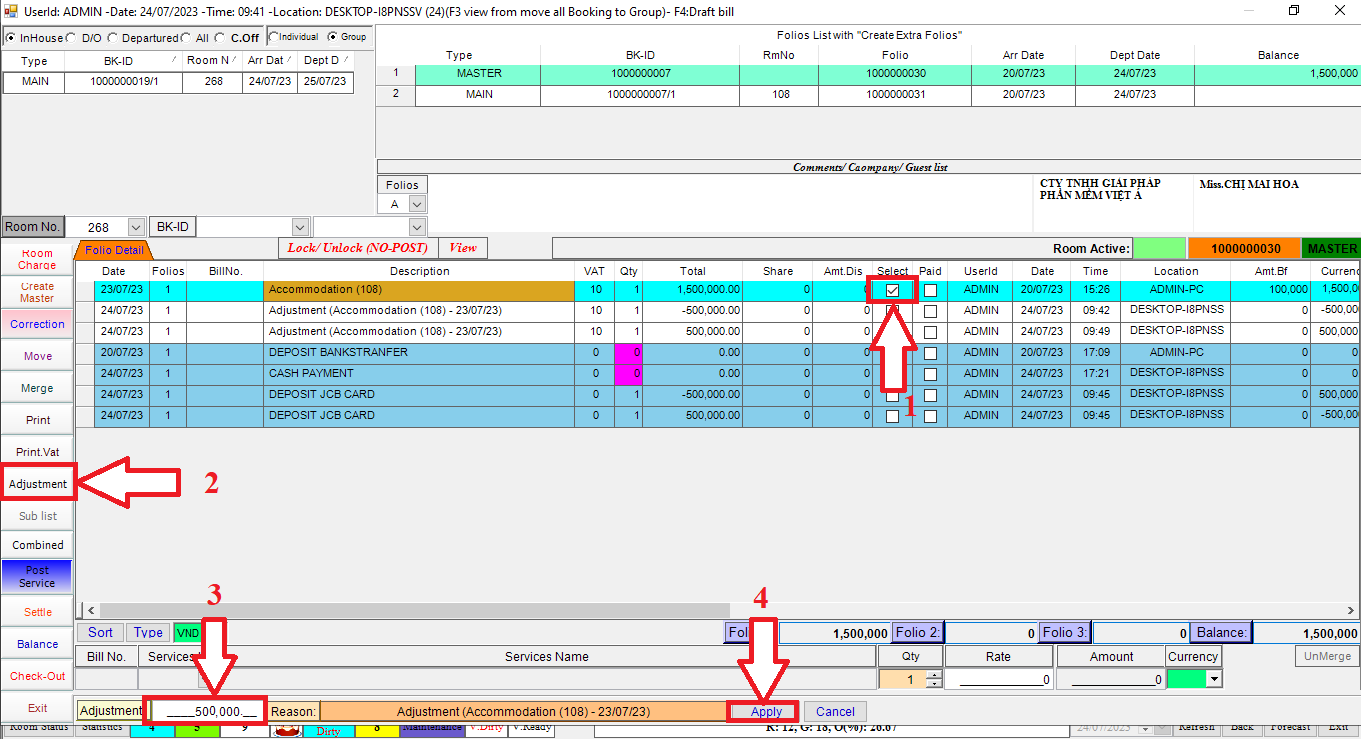 UserId: ADMIN -Date: 24/07/2023 -Time: 09:41 -Location: DESKTOP-I8PNSSV (24)(F3 view from move all Booking to Group)- F4:Draft bill
InHouse D/O Departured All C.Off Individual Group
Type BK-ID Room N Arr Dat Dept D
MAIN 1000000019/1 268 24/07/23 25/07/23
Folios List with "Create Extra Folios"
Type BK-ID RmNo Folio Arr Date Dept Date Balance
1 MASTER 1000000007 1000000030 20/07/23 24/07/23 1,500,000
2 MAIN 1000000007/1 108 1000000031 20/07/23 24/07/23
Comments/ Caompany/ Guest list
Folios
A
CTY TNHH GIẢI PHÁP
PHẦN MỀM VIỆT Á
Miss.CHỊ MAI HOA
Room No. 268 BK-ID
Folio Detail Lock/ Unlock (NO-POST) View Room Active: 1000000030 MASTER
Room
Charge
Create
Master
Correction
Move
Merge
Print
Print.Vat
Adjustment
Sub list
Combined
Post
Service
Settle
Balance
Check-Out
Exit
Date Folios BillNo. Description VAT Qty Total Share Amt.Dis Select Paid UserId Date Time Location Amt.Bf Currenc
23/07/23 1 Accommodation (108) 10 1 1,500,000.00 0 0 ADMIN 20/07/23 15:26 ADMIN-PC 100,000 1,500,0
24/07/23 1 Adjustment (Accommodation (108) - 23/07/23) 10 1 -500,000.00 0 0 ADMIN 24/07/23 09:42 DESKTOP-I8PNSS 0 -500,00
24/07/23 1 Adjustment (Accommodation (108) - 23/07/23) 10 1 500,000.00 0 0 ADMIN 24/07/23 09:49 DESKTOP-I8PNSS 0 500,000
20/07/23 1 DEPOSIT BANKSTRANFER 0 0 0.00 0 0 ADMIN 20/07/23 17:09 ADMIN-PC 0 0
24/07/23 1 CASH PAYMENT 0 0 0.00 0 0 ADMIN 24/07/23 17:21 DESKTOP-I8PNSS 0 0
24/07/23 1 DEPOSIT JCB CARD 0 1 -500,000.00 0 0 ADMIN 24/07/23 09:45 DESKTOP-I8PNSS 0 500,000
24/07/23 1 DEPOSIT JCB CARD 0 1 500,000.00 0 0 ADMIN 24/07/23 09:45 DESKTOP-I8PNSS 0 -500,00
1
2
3
4
Sort Type VND 1,500,000 Folio 2: 0 Folio 3: 0 Balance: 1,500,000
Bill No. Services Services Name Qty Rate Amount Currency UnMerge
1 0 0
Adjustment ____500,000.__ Reason: Adjustment (Accommodation (108) - 23/07/23) Apply Cancel
Room Status Statistics 4 5 9 Dirty 8 Maintenance V.Dirty V.Ready R: 12, G: 18, O(%): 26.67 24/07/2023 Refresh Back Forecast Exit